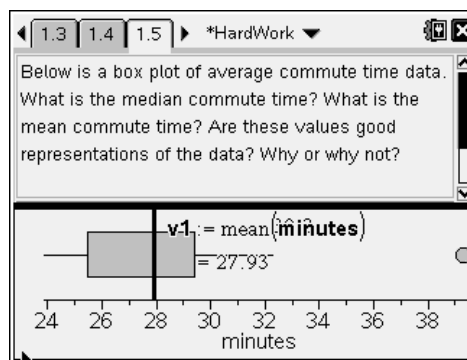 1.3 1.4 1.5 *HardWork
Below is a box plot of average commute time data.
What is the median commute time? What is the
mean commute time? Are these values good
representations of the data? Why or why not?
v1 := mean(minutes)
= 27.93
24 26 28 30 32 34 36 38
minutes